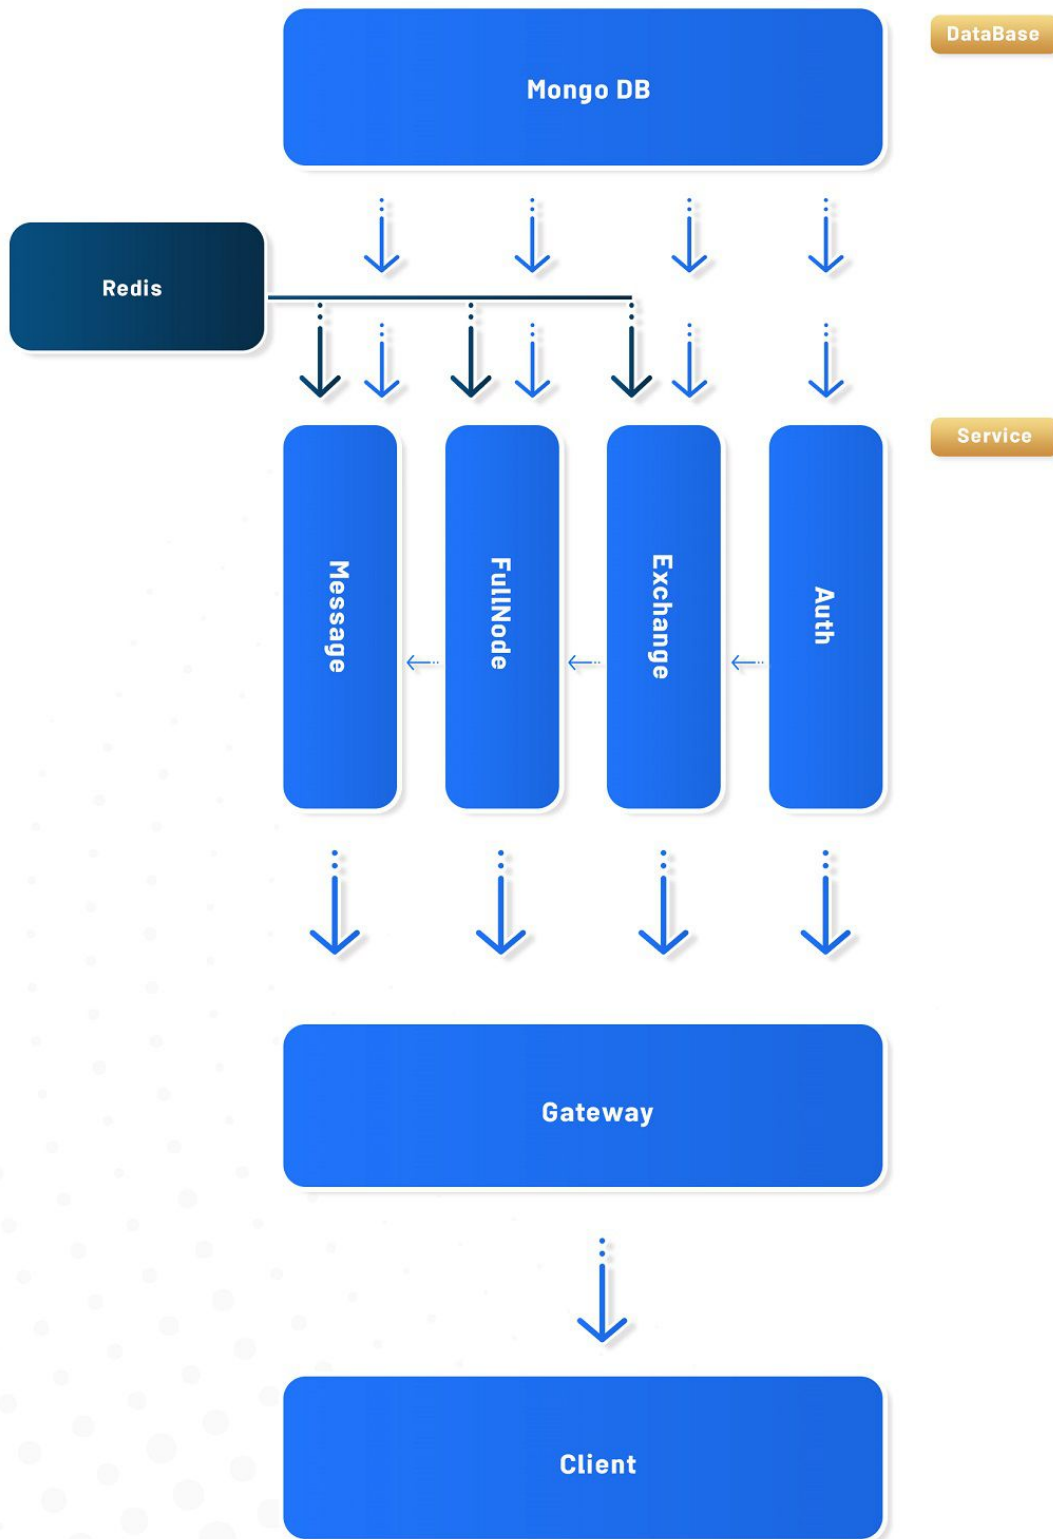 Mongo DB
DataBase
Redis
Service
Message
FullNode
Exchange
Auth
Gateway
Client